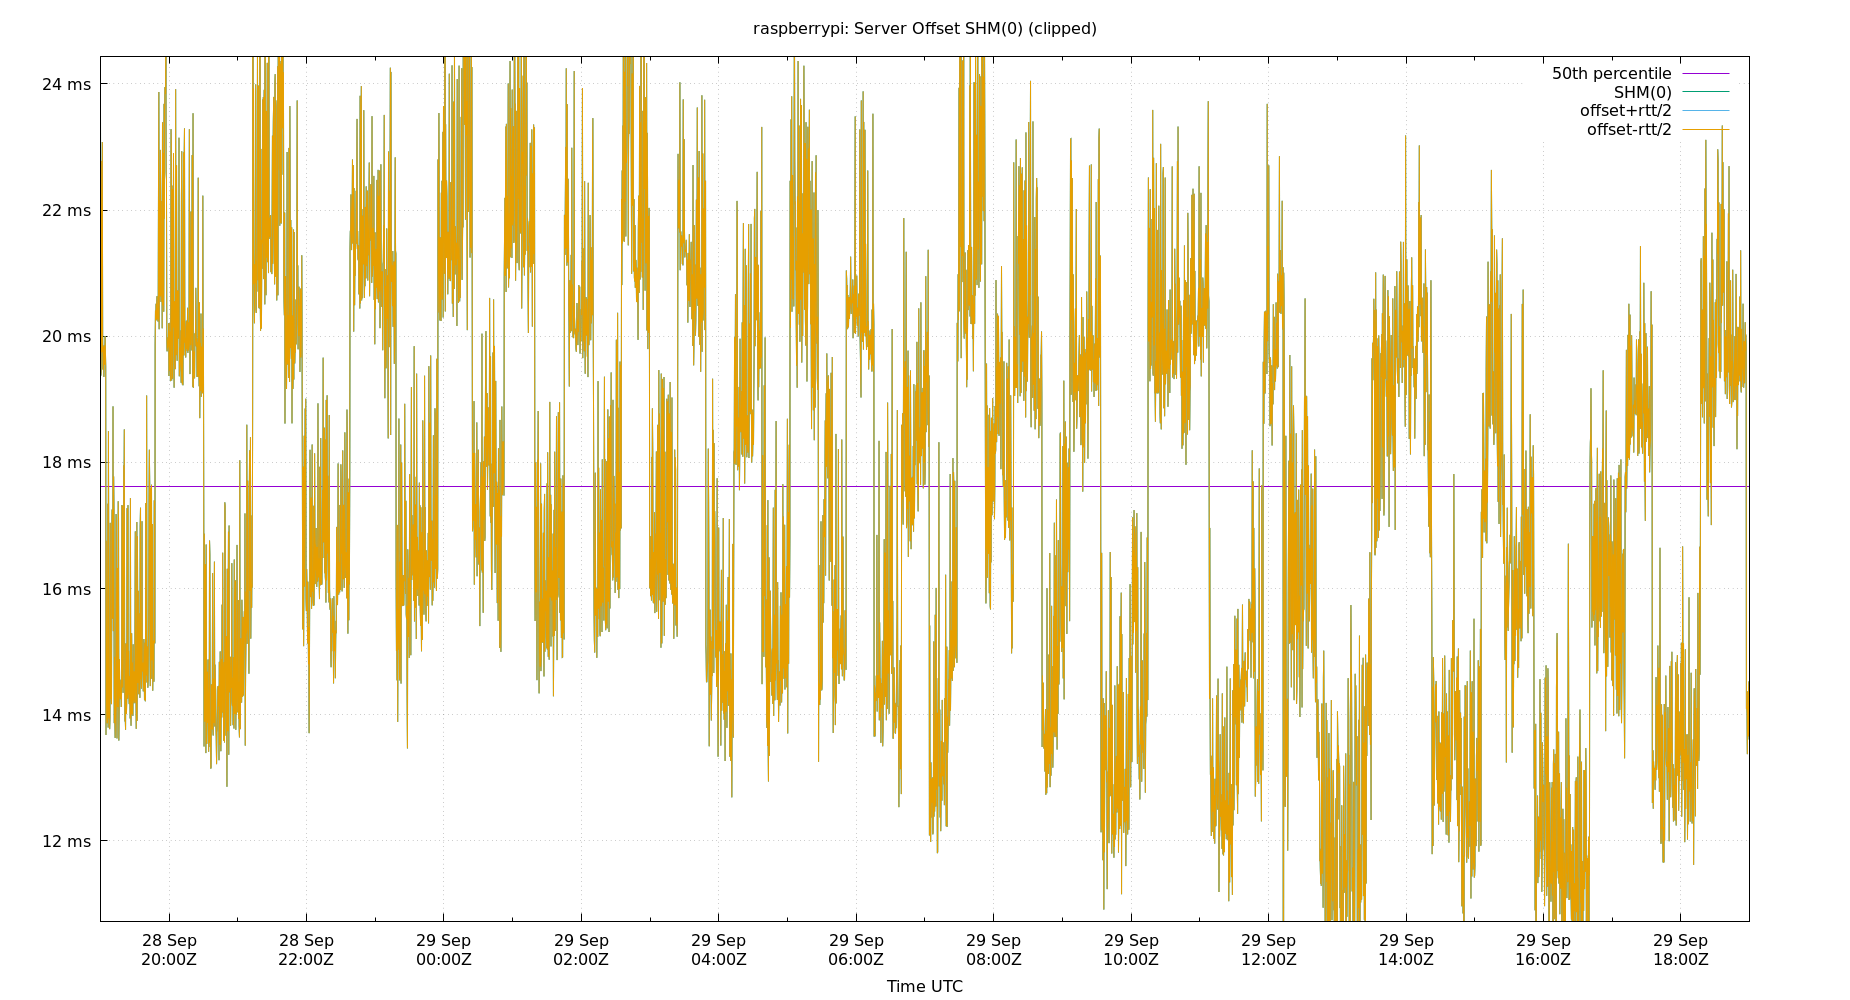 raspberrypi: Server Offset SHM(0) (clipped)
50th percentile
SHM(0)
offset+rtt/2
offset-rtt/2
24 ms
22 ms
20 ms
18 ms
16 ms
14 ms
12 ms
28 Sep 28 Sep 29 Sep 29 Sep 29 Sep 29 Sep 29 Sep 29 Sep 29 Sep 29 Sep 29 Sep 29 Sep
20:00Z 22:00Z 00:00Z 02:00Z 04:00Z 06:00Z 08:00Z 10:00Z 12:00Z 14:00Z 16:00Z 18:00Z
Time UTC